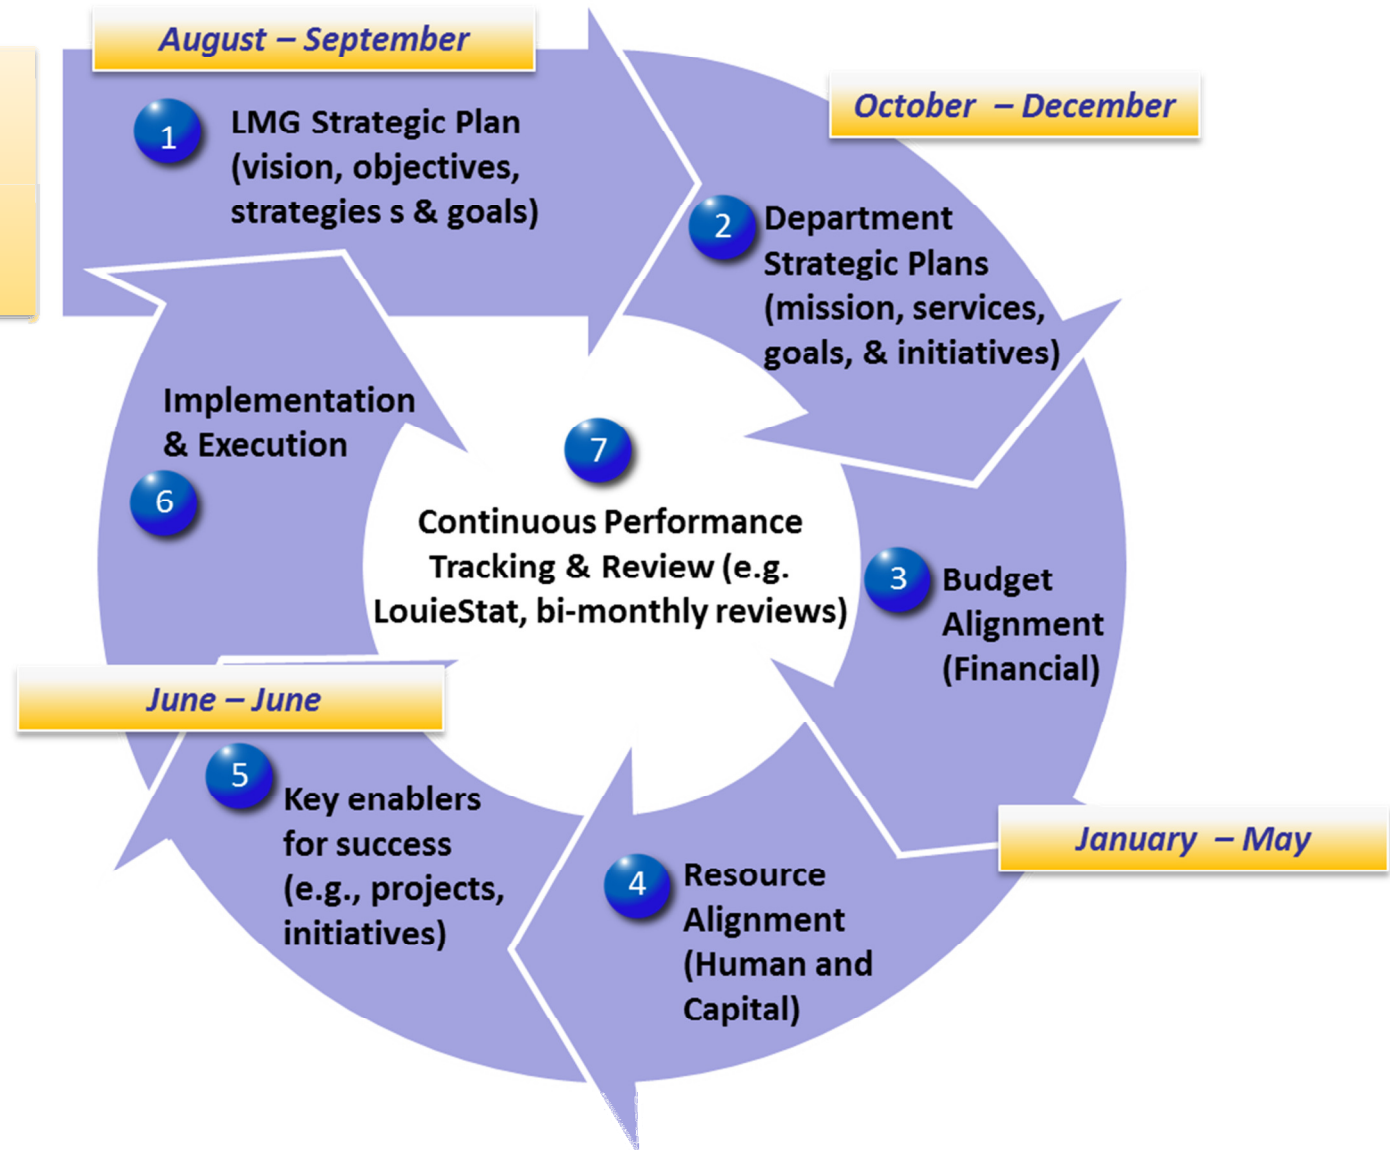 August – September
1
LMG Strategic Plan
(vision, objectives,
strategies s & goals)
October – December
2
Department
Strategic Plans
(mission, services,
goals, & initiatives)
3
Budget
Alignment
(Financial)
January – May
4
Resource
Alignment
(Human and
Capital)
5
Key enablers
for success
(e.g., projects,
initiatives)
June – June
Implementation
& Execution
6
7
Continuous Performance
Tracking & Review (e.g.
LouieStat, bi-monthly reviews)